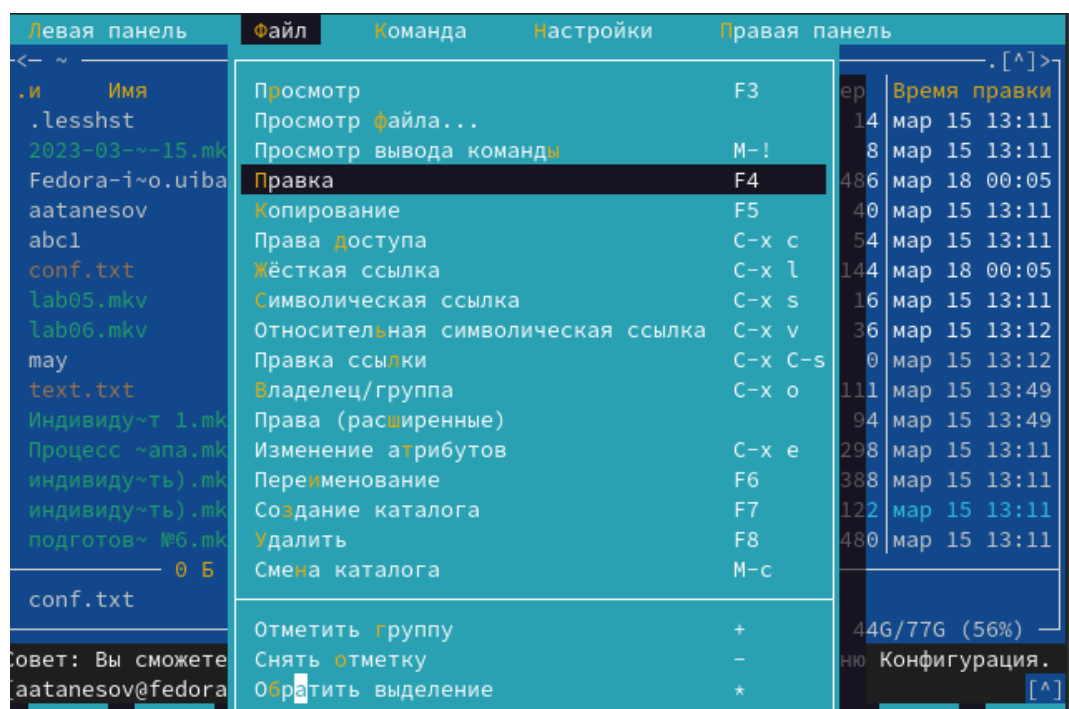 Левая панель Файл Команда Настройки Правая панель
<— ~ .[^]>
.и Имя Время правки
.lesshst Просмотр F3 14 мар 15 13:11
2023-03-~-15.mk Просмотр файла... 8 мар 15 13:11
Fedora-i~o.uiba Просмотр вывода команды M-! 486 мар 18 00:05
aatanesov Правка F4 40 мар 15 13:11
abc1 Копирование F5 54 мар 15 13:11
conf.txt Права доступа C-x c 144 мар 18 00:05
lab05.mkv Жёсткая ссылка C-x l 16 мар 15 13:11
lab06.mkv Символическая ссылка C-x s 36 мар 15 13:12
may Относительная символическая ссылка C-x v 0 мар 15 13:12
text.txt Правка ссылки C-x C-s 111 мар 15 13:49
Индивиду~т 1.mk Владелец/группа C-x o 94 мар 15 13:49
Процесс ~апа.mk Права (расширенные) 298 мар 15 13:11
индивиду~ть).mk Изменение атрибутов C-x e 388 мар 15 13:11
индивиду~ть).mk Переименование F6 122 мар 15 13:11
подготов~ №6.mk Создание каталога F7 480 мар 15 13:11
0 Б Удалить F8
conf.txt Смена каталога M-c
Отметить группу + 44G/77G (56%)
Совет: Вы сможете Снять отметку - ню Конфигурация.
[aatanesov@fedora Обратить выделение * [^]